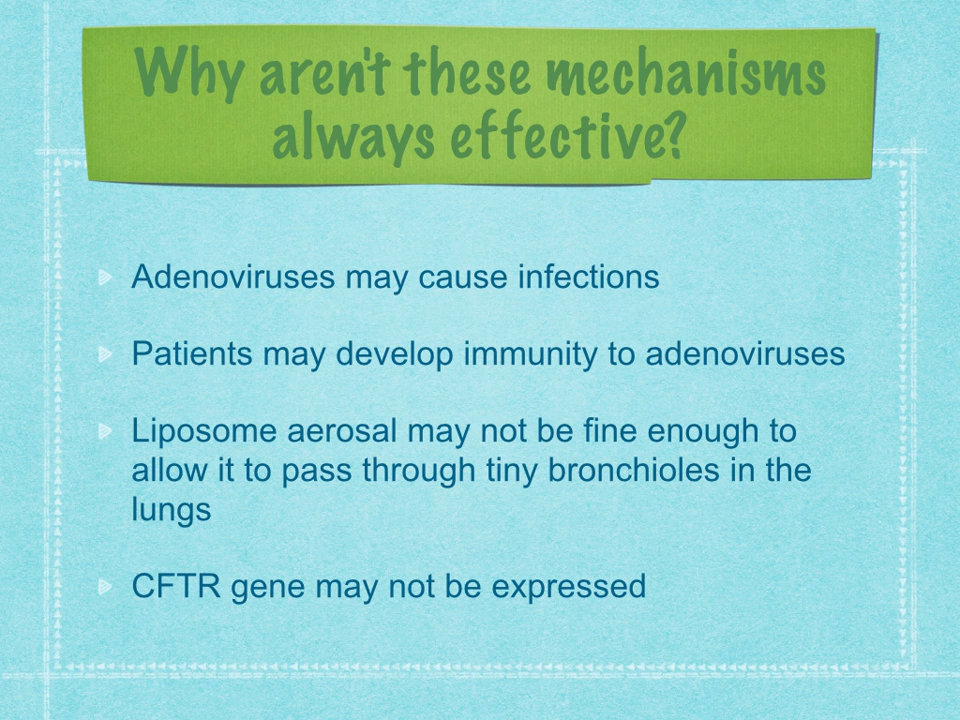 Why aren't these mechanisms
always effective?
Adenoviruses may cause infections
Patients may develop immunity to adenoviruses
Liposome aerosal may not be fine enough to
allow it to pass through tiny bronchioles in the
lungs
CFTR gene may not be expressed